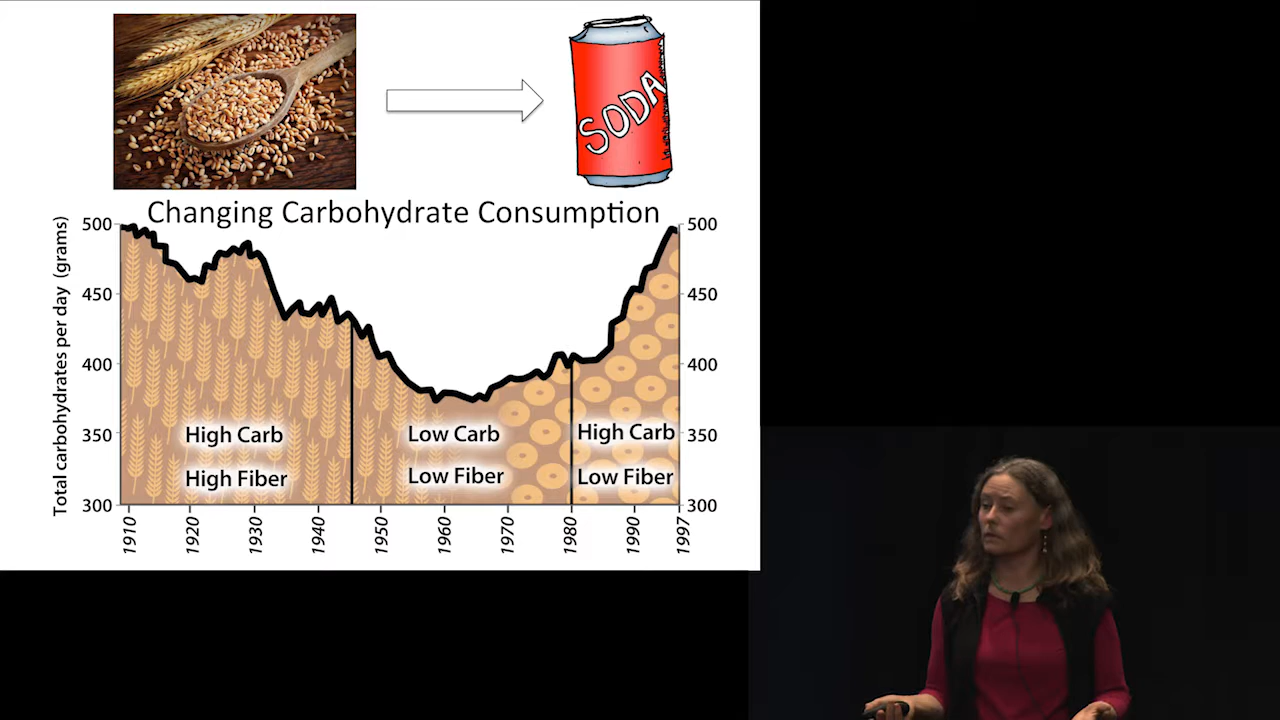 SODA
Changing Carbohydrate Consumption
Total carbohydrates per day (grams)
500
450
400
350
300
500
450
400
350
300
High Carb
High Fiber
Low Carb
Low Fiber
High Carb
Low Fiber
1910
1920
1930
1940
1950
1960
1970
1980
1990
1997